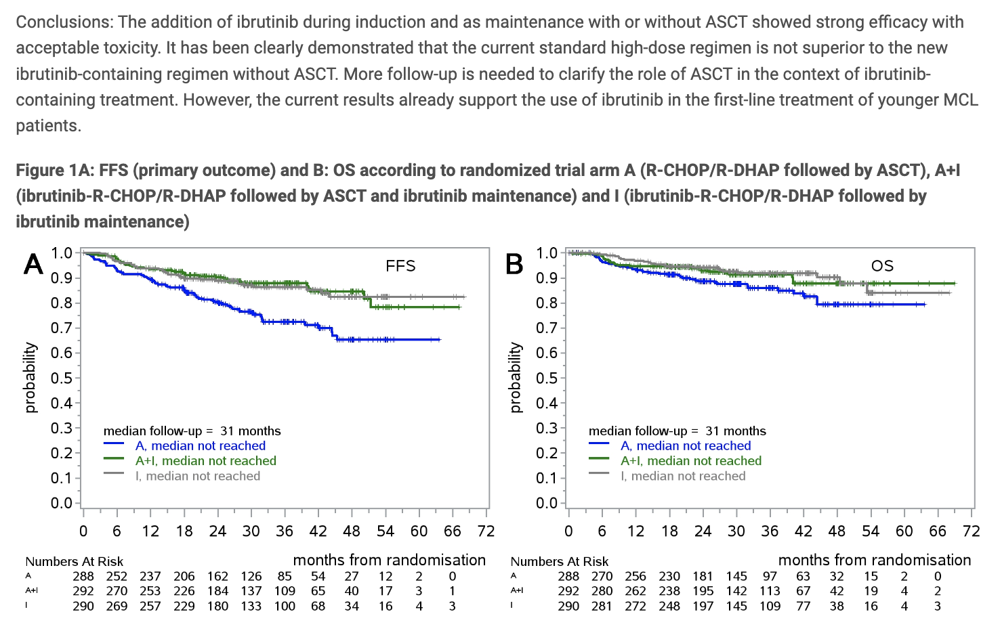 Conclusions: The addition of ibrutinib during induction and as maintenance with or without ASCT showed strong efficacy with
acceptable toxicity. It has been clearly demonstrated that the current standard high-dose regimen is not superior to the new
ibrutinib-containing regimen without ASCT. More follow-up is needed to clarify the role of ASCT in the context of ibrutinib-
containing treatment. However, the current results already support the use of ibrutinib in the first-line treatment of younger MCL
patients.
Figure 1A: FFS (primary outcome) and B: OS according to randomized trial arm A (R-CHOP/R-DHAP followed by ASCT), A+I
(ibrutinib-R-CHOP/R-DHAP followed by ASCT and ibrutinib maintenance) and I (ibrutinib-R-CHOP/R-DHAP followed by
ibrutinib maintenance)
A
FFS
probability
1.0
0.9
0.8
0.7
0.6
0.5
0.4
0.3
0.2
0.1
0.0
median follow-up = 31 months
A, median not reached
A+I, median not reached
I, median not reached
0 6 12 18 24 30 36 42 48 54 60 66 72
Numbers At Risk months from randomisation
A 288 252 237 206 162 126 85 54 27 12 2 0
A+I 292 270 253 226 184 137 109 65 40 17 3 1
I 290 269 257 229 180 133 100 68 34 16 4 3
B
OS
probability
1.0
0.9
0.8
0.7
0.6
0.5
0.4
0.3
0.2
0.1
0.0
median follow-up = 31 months
A, median not reached
A+I, median not reached
I, median not reached
0 6 12 18 24 30 36 42 48 54 60 66 72
Numbers At Risk months from randomisation
A 288 270 256 230 181 145 97 63 32 15 2 0
A+I 292 280 262 238 195 142 113 67 42 19 4 2
I 290 281 272 248 197 145 109 77 38 16 4 3